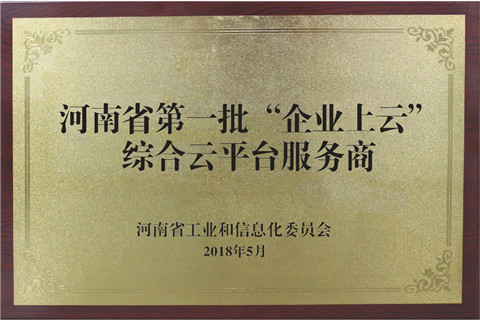 河南省第一批“企业上云”
综合云平台服务商
河南省工业和信息化委员会
2018年5月